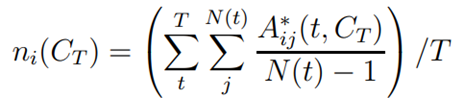 $$n_i(C_T) = \left( \sum_{t}^{T} \sum_{j}^{N(t)} \frac{A^*_{ij}(t, C_T)}{N(t) - 1} \right) / T$$